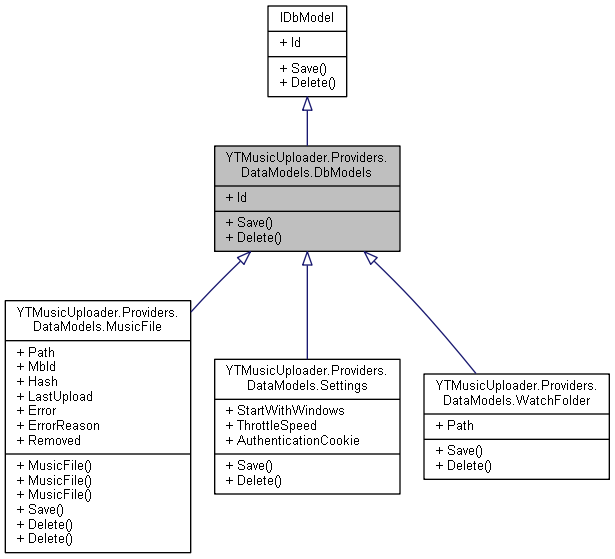 IDbModel
+ Id
+ Save()
+ Delete()
YTMusicUploader.Providers.
DataModels.DbModels
+ Id
+ Save()
+ Delete()
YTMusicUploader.Providers.
DataModels.MusicFile
+ Path
+ MbId
+ Hash
+ LastUpload
+ Error
+ ErrorReason
+ Removed
+ MusicFile()
+ MusicFile()
+ MusicFile()
+ Save()
+ Delete()
+ Delete()
YTMusicUploader.Providers.
DataModels.Settings
+ StartWithWindows
+ ThrottleSpeed
+ AuthenticationCookie
+ Save()
+ Delete()
YTMusicUploader.Providers.
DataModels.WatchFolder
+ Path
+ Save()
+ Delete()